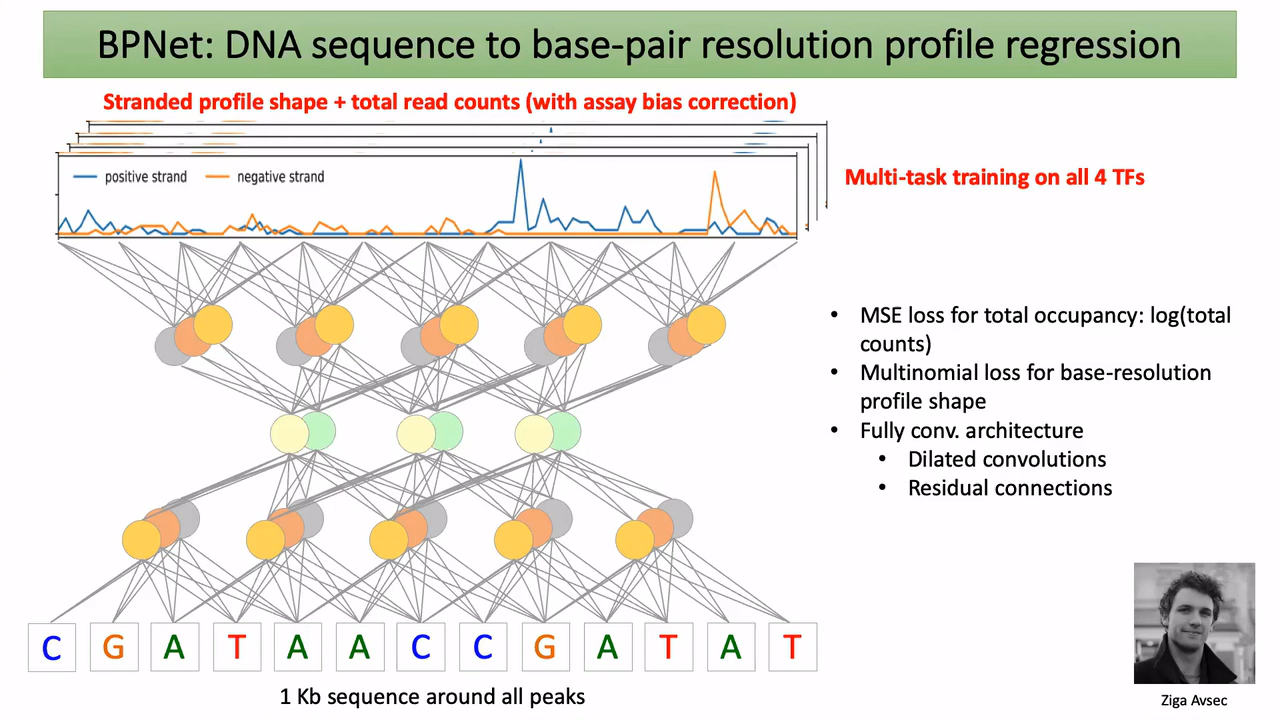 BPNet: DNA sequence to base-pair resolution profile regression
Stranded profile shape + total read counts (with assay bias correction)
positive strand negative strand
Multi-task training on all 4 TFs
• MSE loss for total occupancy: log(total
counts)
• Multinomial loss for base-resolution
profile shape
• Fully conv. architecture
• Dilated convolutions
• Residual connections
C G A T A A C C G A T A T
1 Kb sequence around all peaks
Ziga Avsec